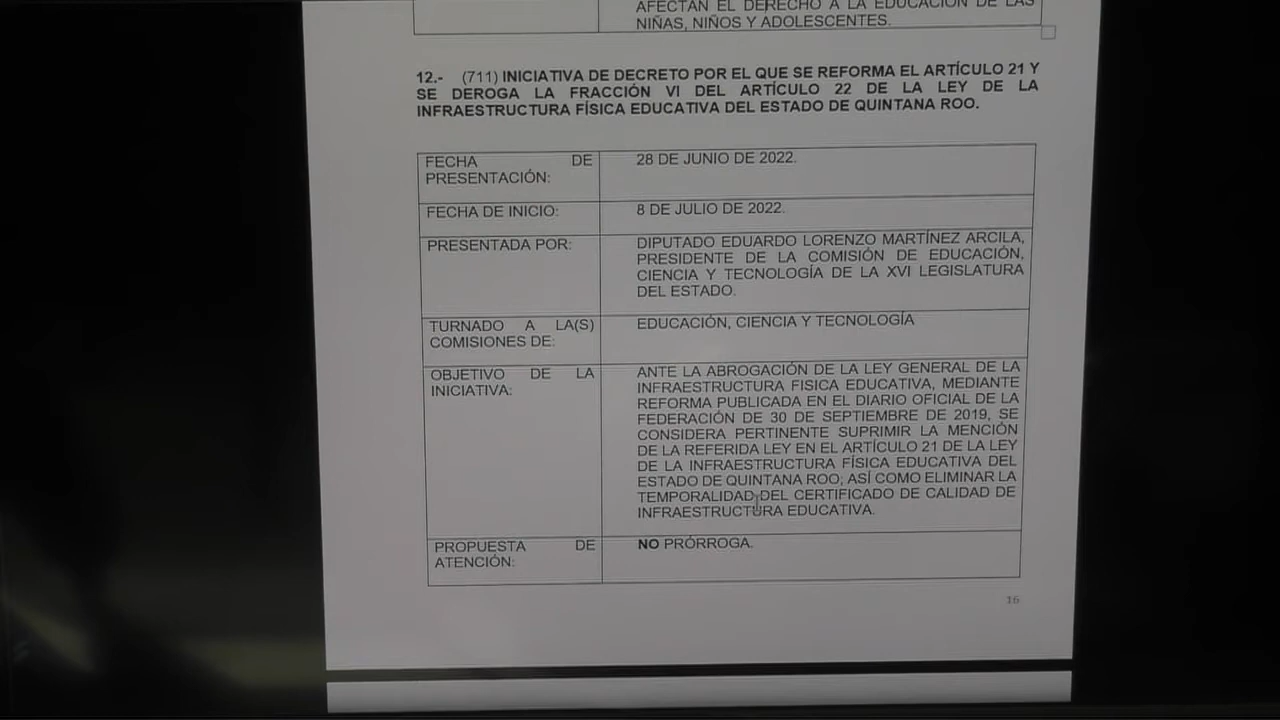 AFECTAN EL DERECHO A LA EDUCACIÓN DE LAS
NIÑAS, NIÑOS Y ADOLESCENTES.
12.- (711) INICIATIVA DE DECRETO POR EL QUE SE REFORMA EL ARTÍCULO 21 Y
SE DEROGA LA FRACCIÓN VI DEL ARTÍCULO 22 DE LA LEY DE LA
INFRAESTRUCTURA FÍSICA EDUCATIVA DEL ESTADO DE QUINTANA ROO.
FECHA DE
PRESENTACIÓN:
28 DE JUNIO DE 2022.
FECHA DE INICIO:
8 DE JULIO DE 2022.
PRESENTADA POR:
DIPUTADO EDUARDO LORENZO MARTÍNEZ ARCILA,
PRESIDENTE DE LA COMISIÓN DE EDUCACIÓN,
CIENCIA Y TECNOLOGÍA DE LA XVI LEGISLATURA
DEL ESTADO.
TURNADO A LA(S)
COMISIONES DE:
EDUCACIÓN, CIENCIA Y TECNOLOGÍA
OBJETIVO DE LA
INICIATIVA:
ANTE LA ABROGACIÓN DE LA LEY GENERAL DE LA
INFRAESTRUCTURA FISICA EDUCATIVA, MEDIANTE
REFORMA PUBLICADA EN EL DIARIO OFICIAL DE LA
FEDERACIÓN DE 30 DE SEPTIEMBRE DE 2019, SE
CONSIDERA PERTINENTE SUPRIMIR LA MENCIÓN
DE LA REFERIDA LEY EN EL ARTÍCULO 21 DE LA LEY
DE LA INFRAESTRUCTURA FÍSICA EDUCATIVA DEL
ESTADO DE QUINTANA ROO, ASÍ COMO ELIMINAR LA
TEMPORALIDAD DEL CERTIFICADO DE CALIDAD DE
INFRAESTRUCTURA EDUCATIVA.
PROPUESTA DE
ATENCIÓN:
NO PRÓRROGA.
16